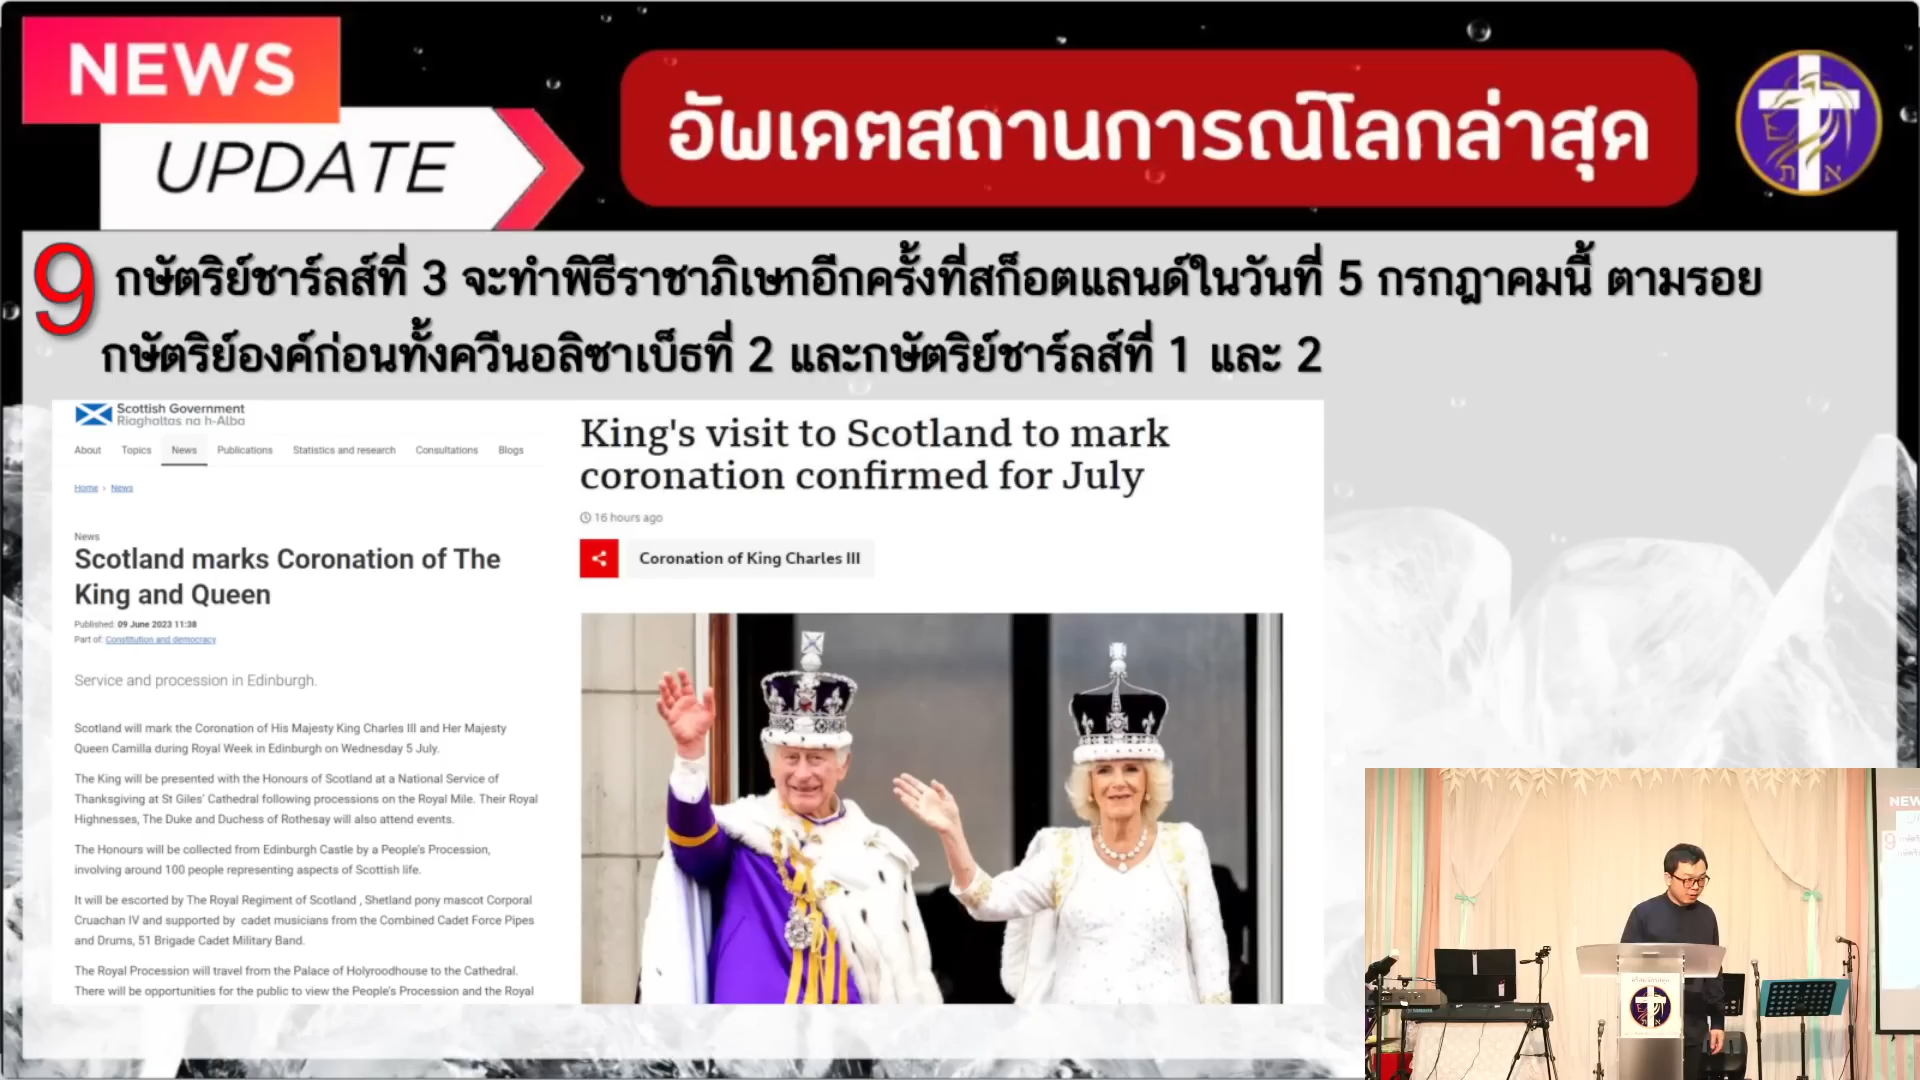 NEWS
UPDATE
อัพเดตสถานการณ์โลกล่าสุด
ת א
9 กษัตริย์ชาร์ลส์ที่ 3 จะทำพิธีราชาภิเษกอีกครั้งที่สก็อตแลนด์ในวันที่ 5 กรกฎาคมนี้ ตามรอย
กษัตริย์องค์ก่อนทั้งควีนอลิซาเบ็ธที่ 2 และกษัตริย์ชาร์ลส์ที่ 1 และ 2
Scottish Government
Riaghaltas na h-Alba
About Topics News Publications Statistics and research Consultations Blogs
Home › News
News
Scotland marks Coronation of The
King and Queen
Published: 09 June 2023 11:38
Part of: Constitution and democracy
Service and procession in Edinburgh.
Scotland will mark the Coronation of His Majesty King Charles III and Her Majesty
Queen Camilla during Royal Week in Edinburgh on Wednesday 5 July.
The King will be presented with the Honours of Scotland at a National Service of
Thanksgiving at St Giles' Cathedral following processions on the Royal Mile. Their Royal
Highnesses, The Duke and Duchess of Rothesay will also attend events.
The Honours will be collected from Edinburgh Castle by a People's Procession,
involving around 100 people representing aspects of Scottish life.
It will be escorted by The Royal Regiment of Scotland , Shetland pony mascot Corporal
Cruachan IV and supported by cadet musicians from the Combined Cadet Force Pipes
and Drums, 51 Brigade Cadet Military Band.
The Royal Procession will travel from the Palace of Holyroodhouse to the Cathedral.
There will be opportunities for the public to view the People's Procession and the Royal
King's visit to Scotland to mark
coronation confirmed for July
16 hours ago
Coronation of King Charles III
NEW
9